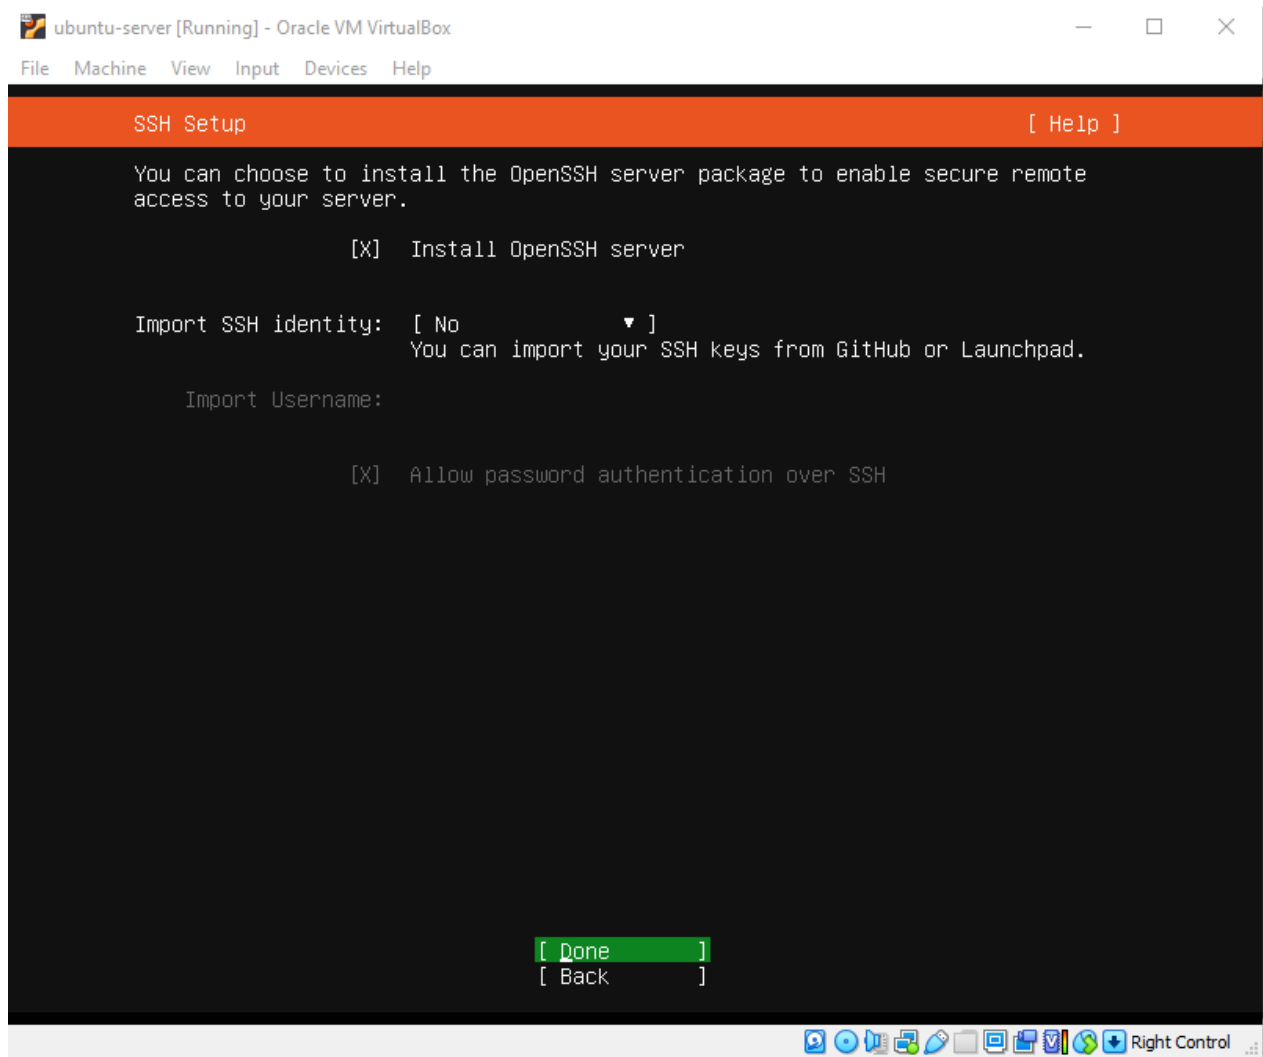 ubuntu-server [Running] - Oracle VM VirtualBox
File Machine View Input Devices Help
SSH Setup [ Help ]
You can choose to install the OpenSSH server package to enable secure remote
access to your server.
[X] Install OpenSSH server
Import SSH identity: [ No ▾ ]
You can import your SSH keys from GitHub or Launchpad.
Import Username:
[X] Allow password authentication over SSH
[ Done ]
[ Back ]
Right Control